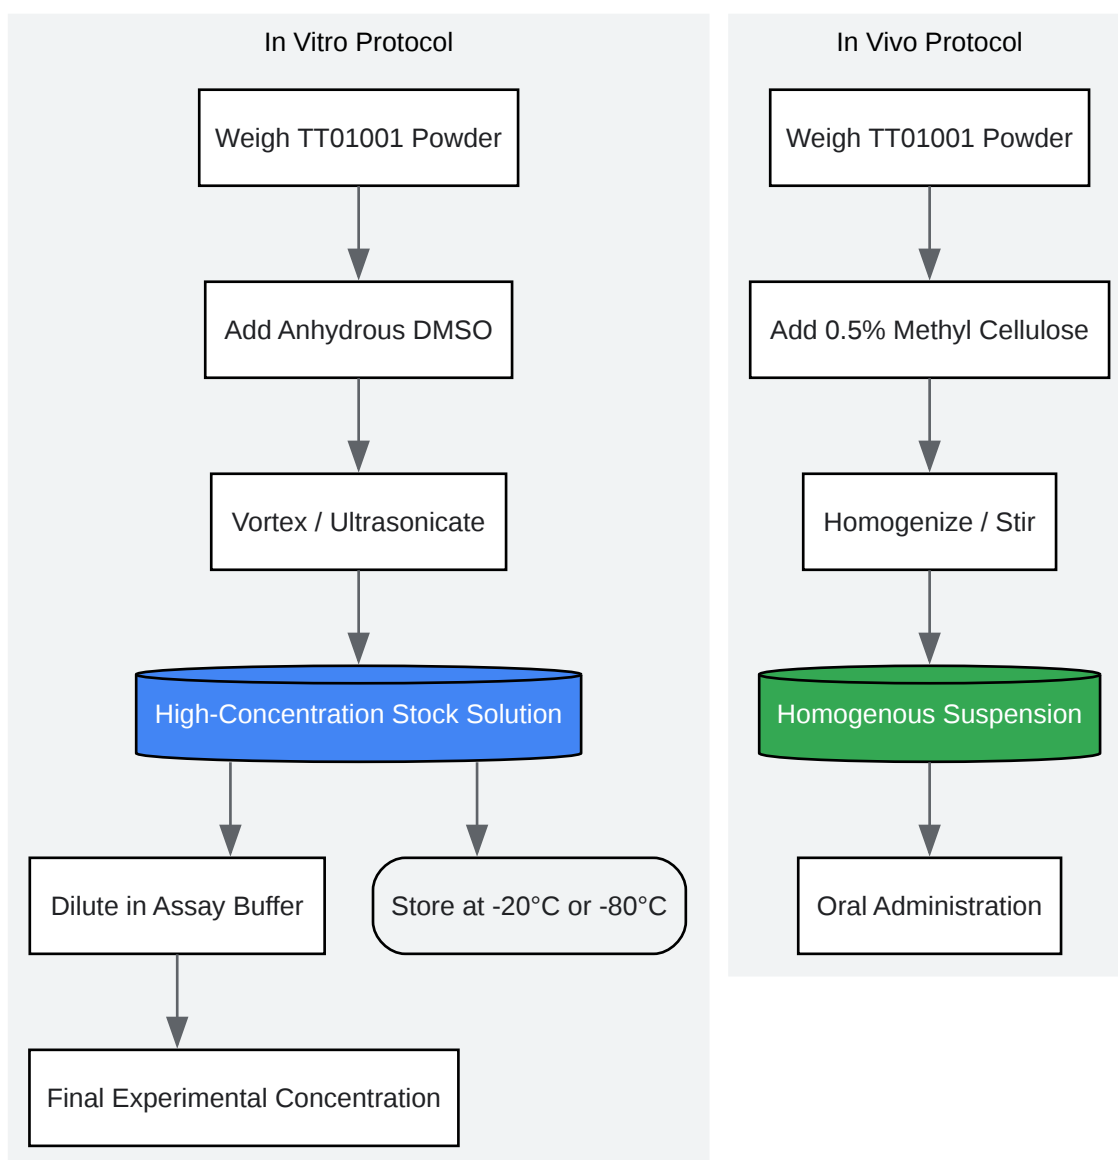 In Vitro Protocol
Weigh TT01001 Powder
Add Anhydrous DMSO
Vortex / Ultrasonicate
High-Concentration Stock Solution
Dilute in Assay Buffer
Store at -20°C or -80°C
Final Experimental Concentration
In Vivo Protocol
Weigh TT01001 Powder
Add 0.5% Methyl Cellulose
Homogenize / Stir
Homogenous Suspension
Oral Administration